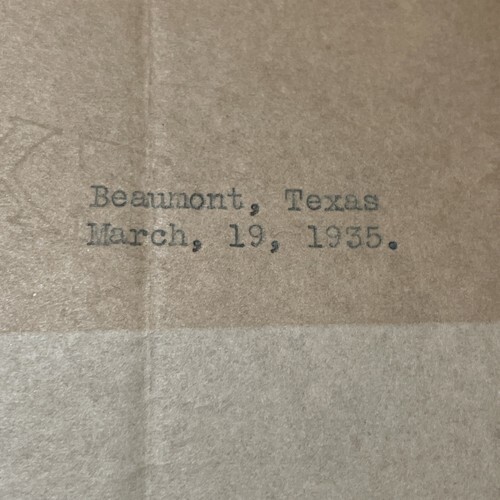 Beaumont, Texas
March, 19, 1935.